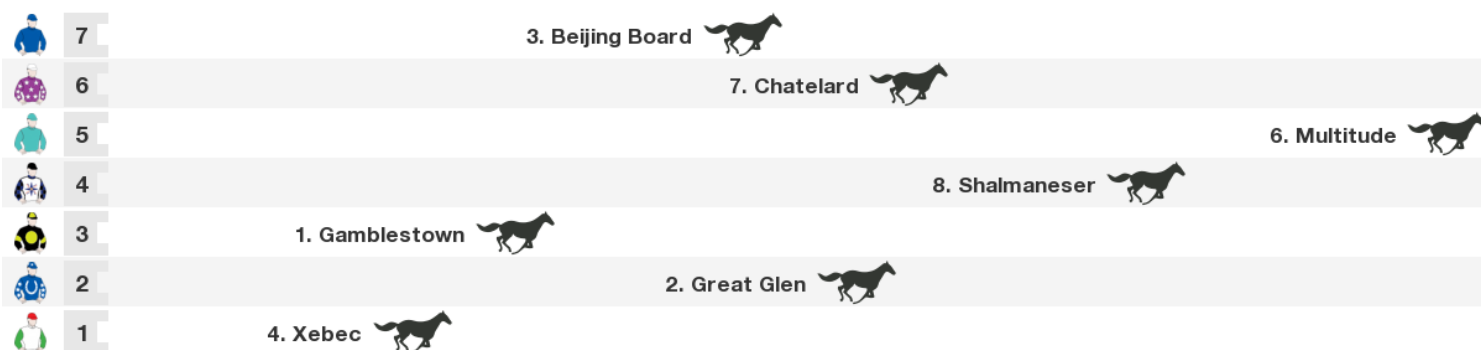 7 3. Beijing Board
6 7. Chatelard
5 6. Multitude
4 8. Shalmaneser
3 1. Gamblestown
2 2. Great Glen
1 4. Xebec